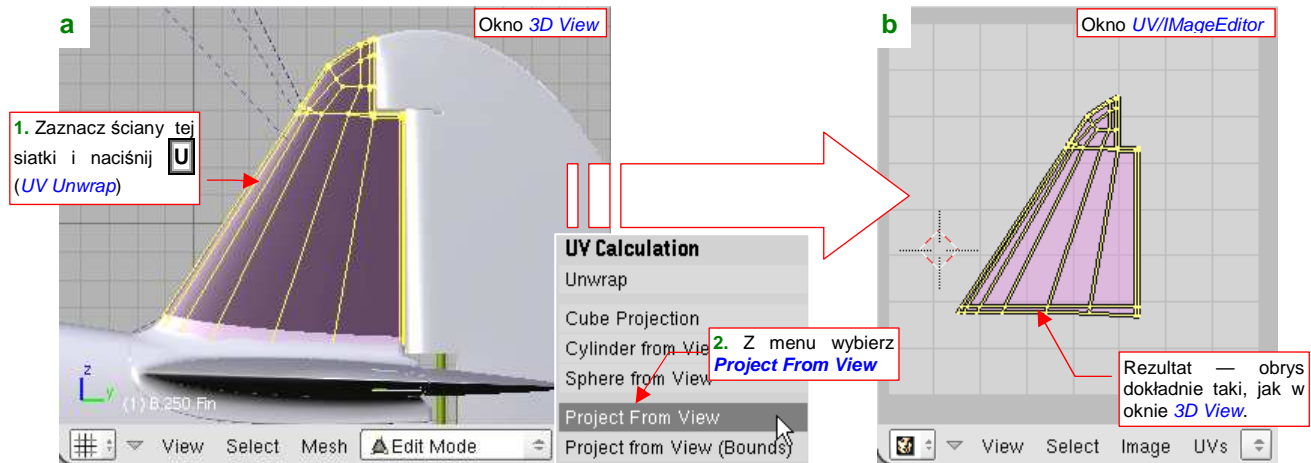 a
Okno 3D View
1. Zaznacz ściany tej
siatki i naciśnij U
(UV Unwrap)
z
y
(1) B.250 Fin
View Select Mesh Edit Mode
UV Calculation
Unwrap
Cube Projection
Cylinder from Vie
Sphere from View
Project From View
Project from View (Bounds)
2. Z menu wybierz
Project From View
b
Okno UV/IMageEditor
Rezultat — obrys
dokładnie taki, jak w
oknie 3D View.
View Select Image UVs